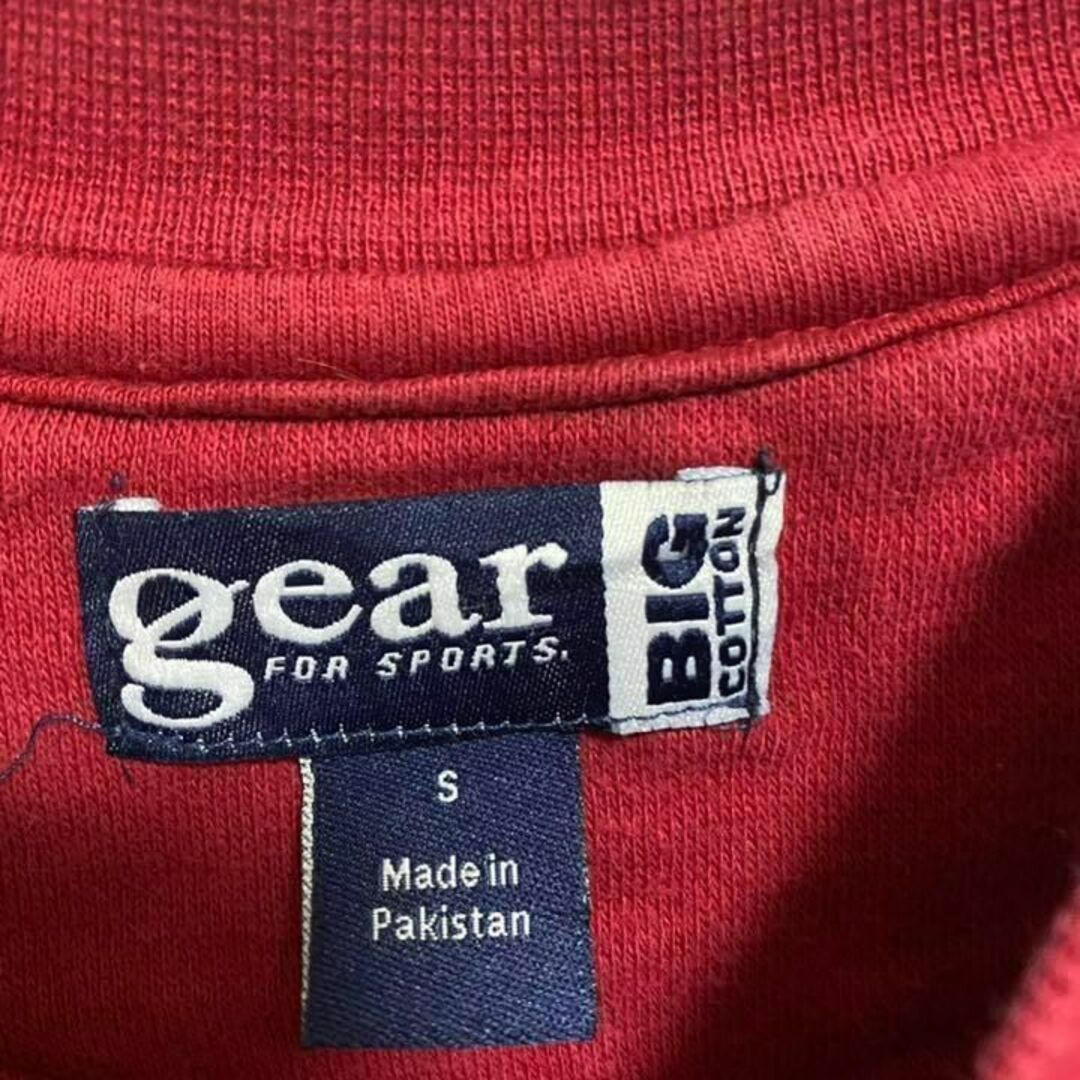 gear
FOR SPORTS.
BIG
COTTON
S
Made in
Pakistan